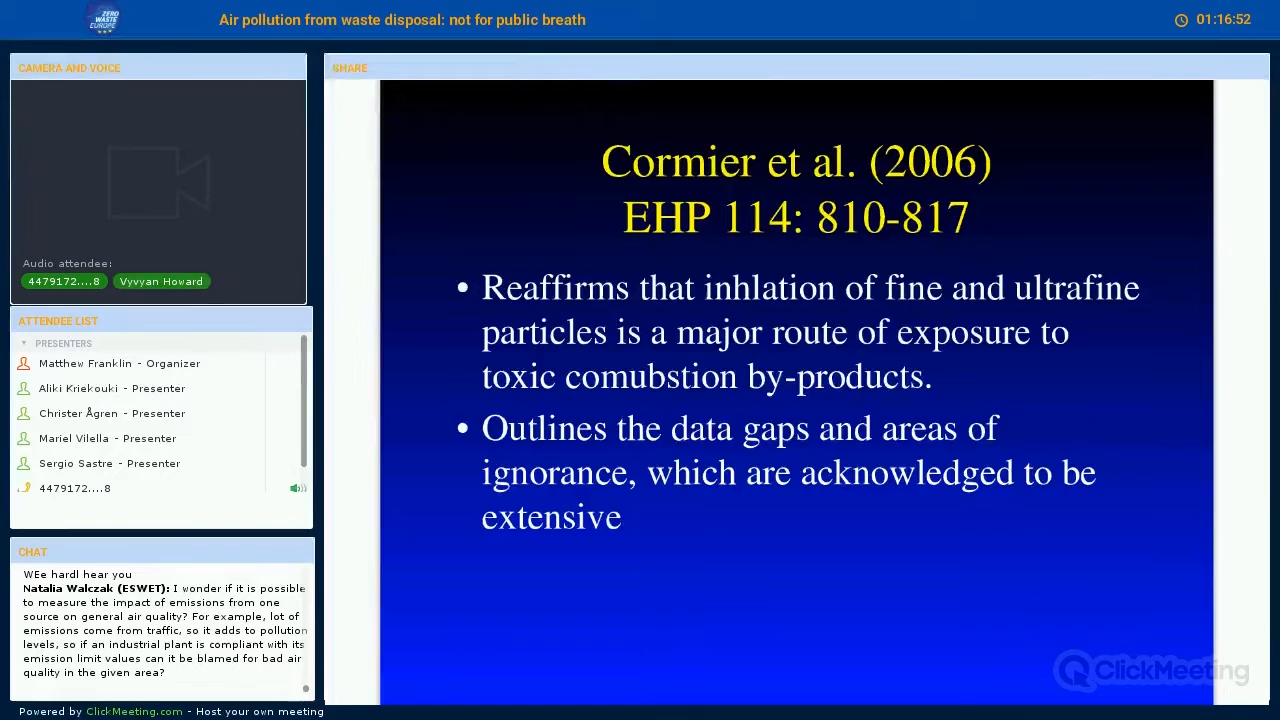 ZERO WASTE EUROPE
Air pollution from waste disposal: not for public breath
01:16:52
CAMERA AND VOICE
Audio attendee:
4479172....8
Vyvyan Howard
ATTENDEE LIST
PRESENTERS
Matthew Franklin - Organizer
Aliki Kriekouki - Presenter
Christer Ågren - Presenter
Mariel Vilella - Presenter
Sergio Sastre - Presenter
4479172....8
CHAT
WEe hardl hear you
Natalia Walczak (ESWET): I wonder if it is possible
to measure the impact of emissions from one
source on general air quality? For example, lot of
emissions come from traffic, so it adds to pollution
levels, so if an industrial plant is compliant with its
emission limit values can it be blamed for bad air
quality in the given area?
SHARE
Cormier et al. (2006)
EHP 114: 810-817
• Reaffirms that inhlation of fine and ultrafine
particles is a major route of exposure to
toxic comubstion by-products.
• Outlines the data gaps and areas of
ignorance, which are acknowledged to be
extensive
ClickMeeting
Powered by ClickMeeting.com - Host your own meeting